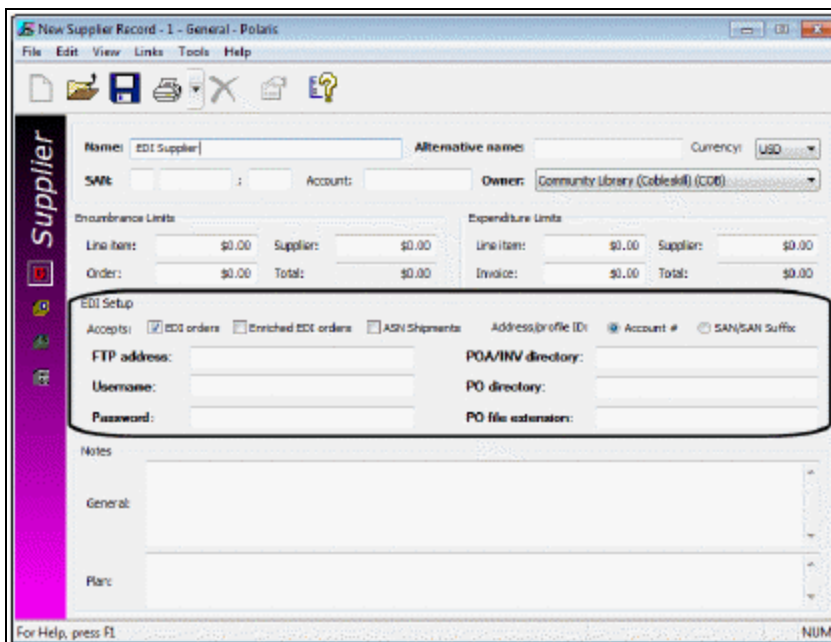 New Supplier Record - 1 - General - Polaris
File Edit View Links Tools Help
Supplier
Name: EDI Supplier Alternative name: Currency: USD
SAN: : Account: Owner: Community Library (Cobleskill) (COB)
Encumbrance Limits Expenditure Limits
Line item: $0.00 Supplier: $0.00 Line item: $0.00 Supplier: $0.00
Order: $0.00 Total: $0.00 Invoice: $0.00 Total: $0.00
EDI Setup
Accepts: EDI orders Enriched EDI orders ASN Shipments Address/profile ID: Account # SAN/SAN Suffix
FTP address: POA/INV directory:
Username: PO directory:
Password: PO file extension:
Notes
General:
Plan:
For Help, press F1 NUM